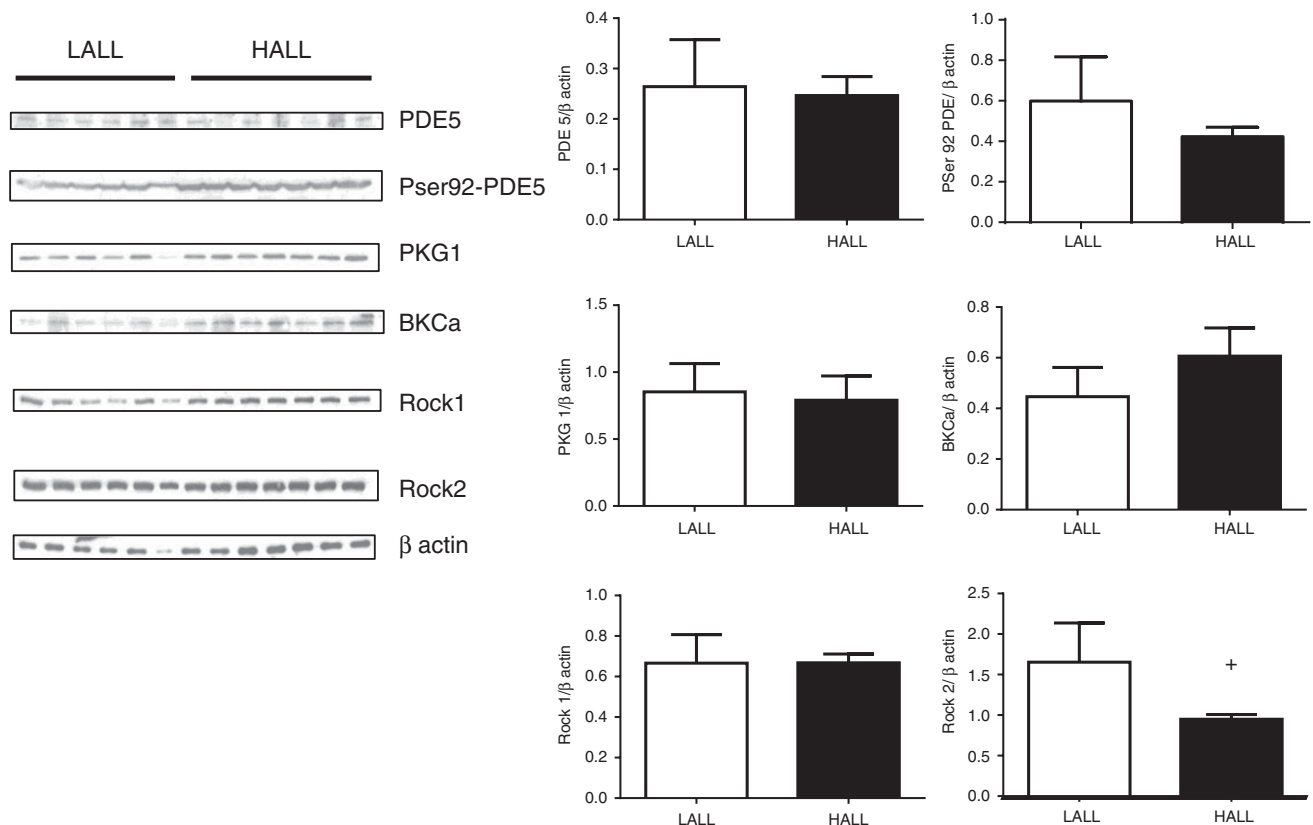 LALL HALL
PDE5
Pser92-PDE5
PKG1
BKCa
Rock1
Rock2
β actin
PDE 5/β actin
0.4
0.3
0.2
0.1
0.0
LALL HALL
PSer 92 PDE/ β actin
1.0
0.8
0.6
0.4
0.2
0.0
LALL HALL
PKG 1/β actin
1.5
1.0
0.5
0.0
LALL HALL
BKCa/ β actin
0.8
0.6
0.4
0.2
0.0
LALL HALL
Rock 1/β actin
1.0
0.8
0.6
0.4
0.2
0.0
LALL HALL
Rock 2/ β actin
2.5
2.0
1.5
1.0
0.5
0.0
+
LALL HALL